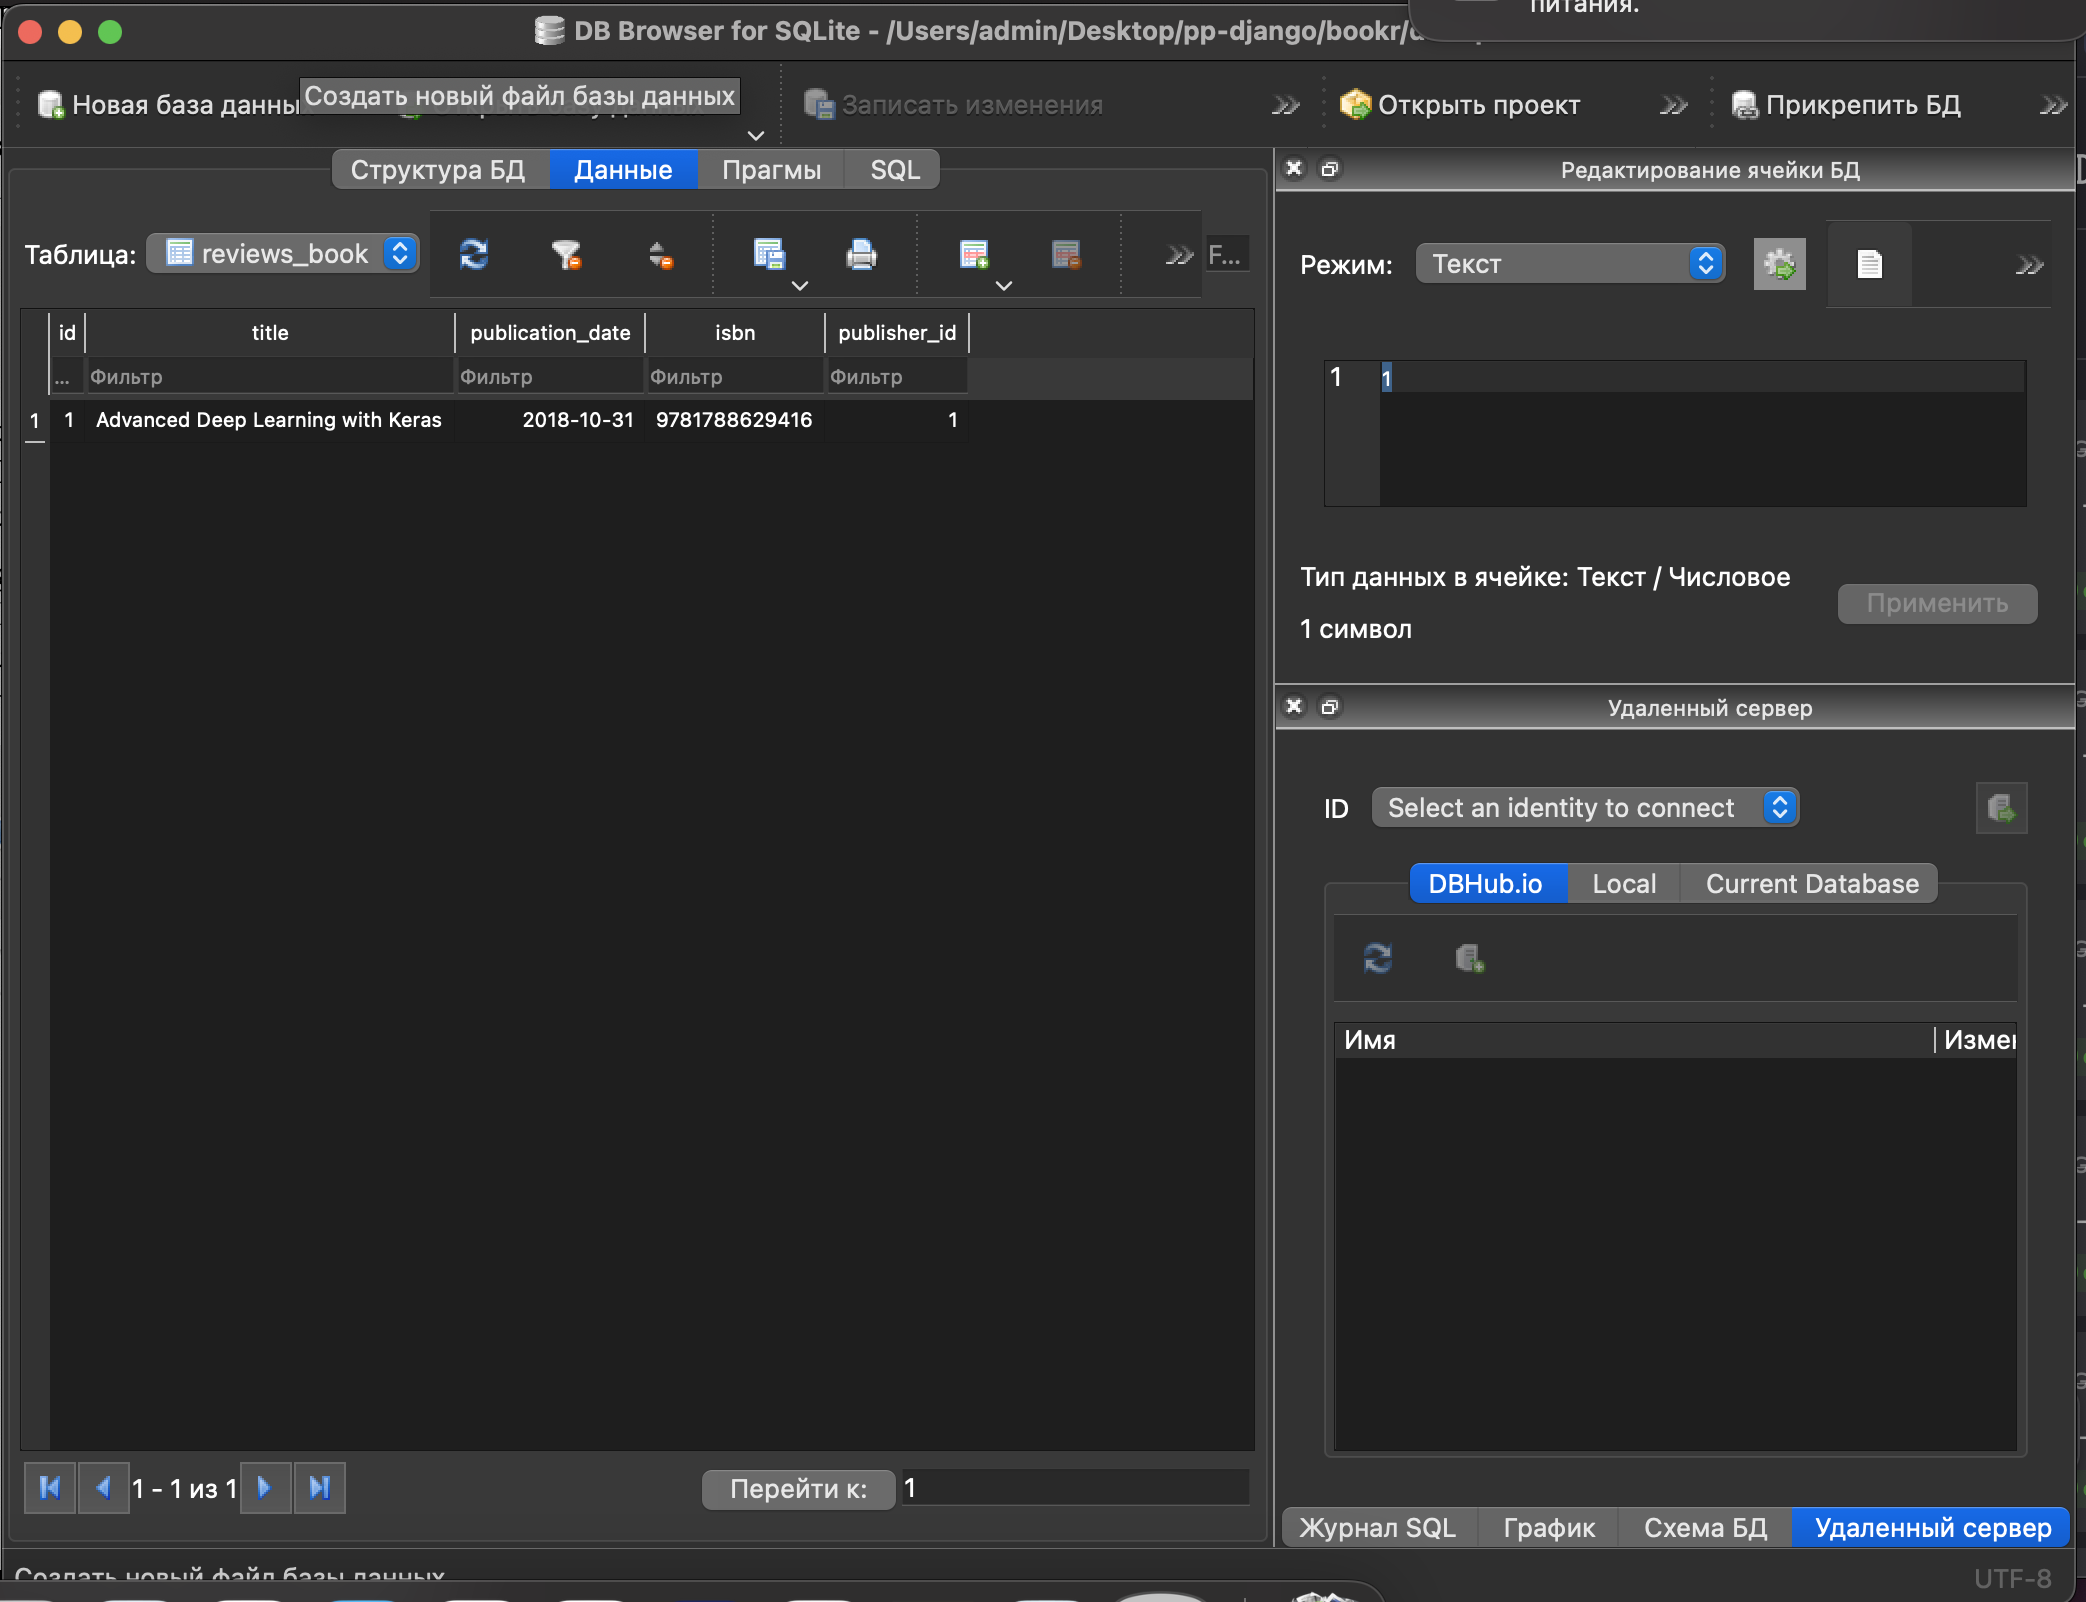 питания.
DB Browser for SQLite - /Users/admin/Desktop/pp-django/bookr/
Новая база данны
Создать новый файл базы данных
Записать изменения
Открыть проект
Прикрепить БД
Структура БД
Данные
Прагмы
SQL
Таблица:
reviews_book
F...
id title publication_date isbn publisher_id
... Фильтр Фильтр Фильтр Фильтр
1 1 Advanced Deep Learning with Keras 2018-10-31 9781788629416 1
1 - 1 из 1
Перейти к: 1
Создать новый файл базы данных
Редактирование ячейки БД
Режим: Текст
1 1
Тип данных в ячейке: Текст / Числовое
1 символ
Применить
Удаленный сервер
ID Select an identity to connect
DBHub.io Local Current Database
Имя Измен
Журнал SQL График Схема БД Удаленный сервер
UTF-8